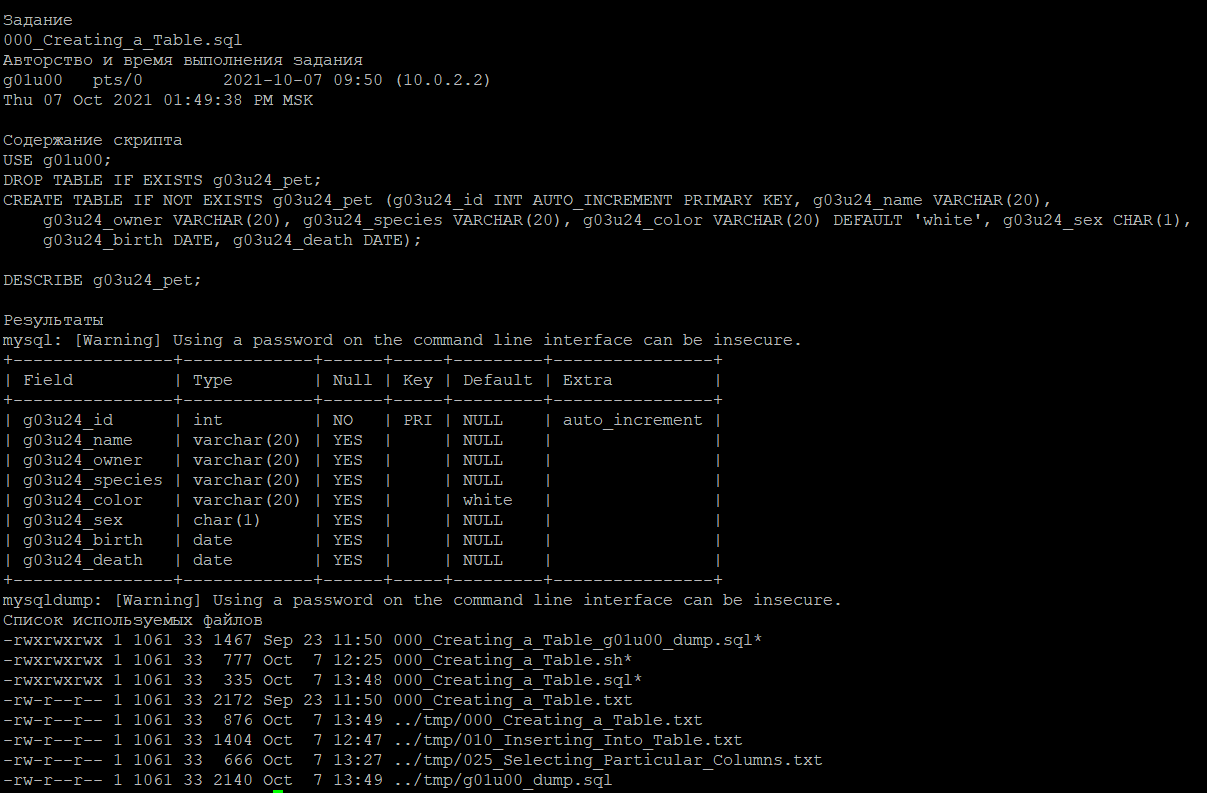 Задание
000_Creating_a_Table.sql
Авторство и время выполнения задания
g01u00   pts/0        2021-10-07 09:50 (10.0.2.2)
Thu 07 Oct 2021 01:49:38 PM MSK
Содержание скрипта
USE g01u00;
DROP TABLE IF EXISTS g03u24_pet;
CREATE TABLE IF NOT EXISTS g03u24_pet (g03u24_id INT AUTO_INCREMENT PRIMARY KEY, g03u24_name VARCHAR(20),
    g03u24_owner VARCHAR(20), g03u24_species VARCHAR(20), g03u24_color VARCHAR(20) DEFAULT 'white', g03u24_sex CHAR(1),
    g03u24_birth DATE, g03u24_death DATE);
DESCRIBE g03u24_pet;
Результаты
mysql: [Warning] Using a password on the command line interface can be insecure.
+----------------+-------------+------+-----+---------+----------------+
| Field          | Type        | Null | Key | Default | Extra          |
+----------------+-------------+------+-----+---------+----------------+
| g03u24_id      | int         | NO   | PRI | NULL    | auto_increment |
| g03u24_name    | varchar(20) | YES  |     | NULL    |                |
| g03u24_owner   | varchar(20) | YES  |     | NULL    |                |
| g03u24_species | varchar(20) | YES  |     | NULL    |                |
| g03u24_color   | varchar(20) | YES  |     | white   |                |
| g03u24_sex     | char(1)     | YES  |     | NULL    |                |
| g03u24_birth   | date        | YES  |     | NULL    |                |
| g03u24_death   | date        | YES  |     | NULL    |                |
+----------------+-------------+------+-----+---------+----------------+
mysqldump: [Warning] Using a password on the command line interface can be insecure.
Список используемых файлов
-rwxrwxrwx 1 1061 33 1467 Sep 23 11:50 000_Creating_a_Table_g01u00_dump.sql*
-rwxrwxrwx 1 1061 33  777 Oct  7 12:25 000_Creating_a_Table.sh*
-rwxrwxrwx 1 1061 33  335 Oct  7 13:48 000_Creating_a_Table.sql*
-rw-r--r-- 1 1061 33 2172 Sep 23 11:50 000_Creating_a_Table.txt
-rw-r--r-- 1 1061 33  876 Oct  7 13:49 ../tmp/000_Creating_a_Table.txt
-rw-r--r-- 1 1061 33 1404 Oct  7 12:47 ../tmp/010_Inserting_Into_Table.txt
-rw-r--r-- 1 1061 33  666 Oct  7 13:27 ../tmp/025_Selecting_Particular_Columns.txt
-rw-r--r-- 1 1061 33 2140 Oct  7 13:49 ../tmp/g01u00_dump.sql